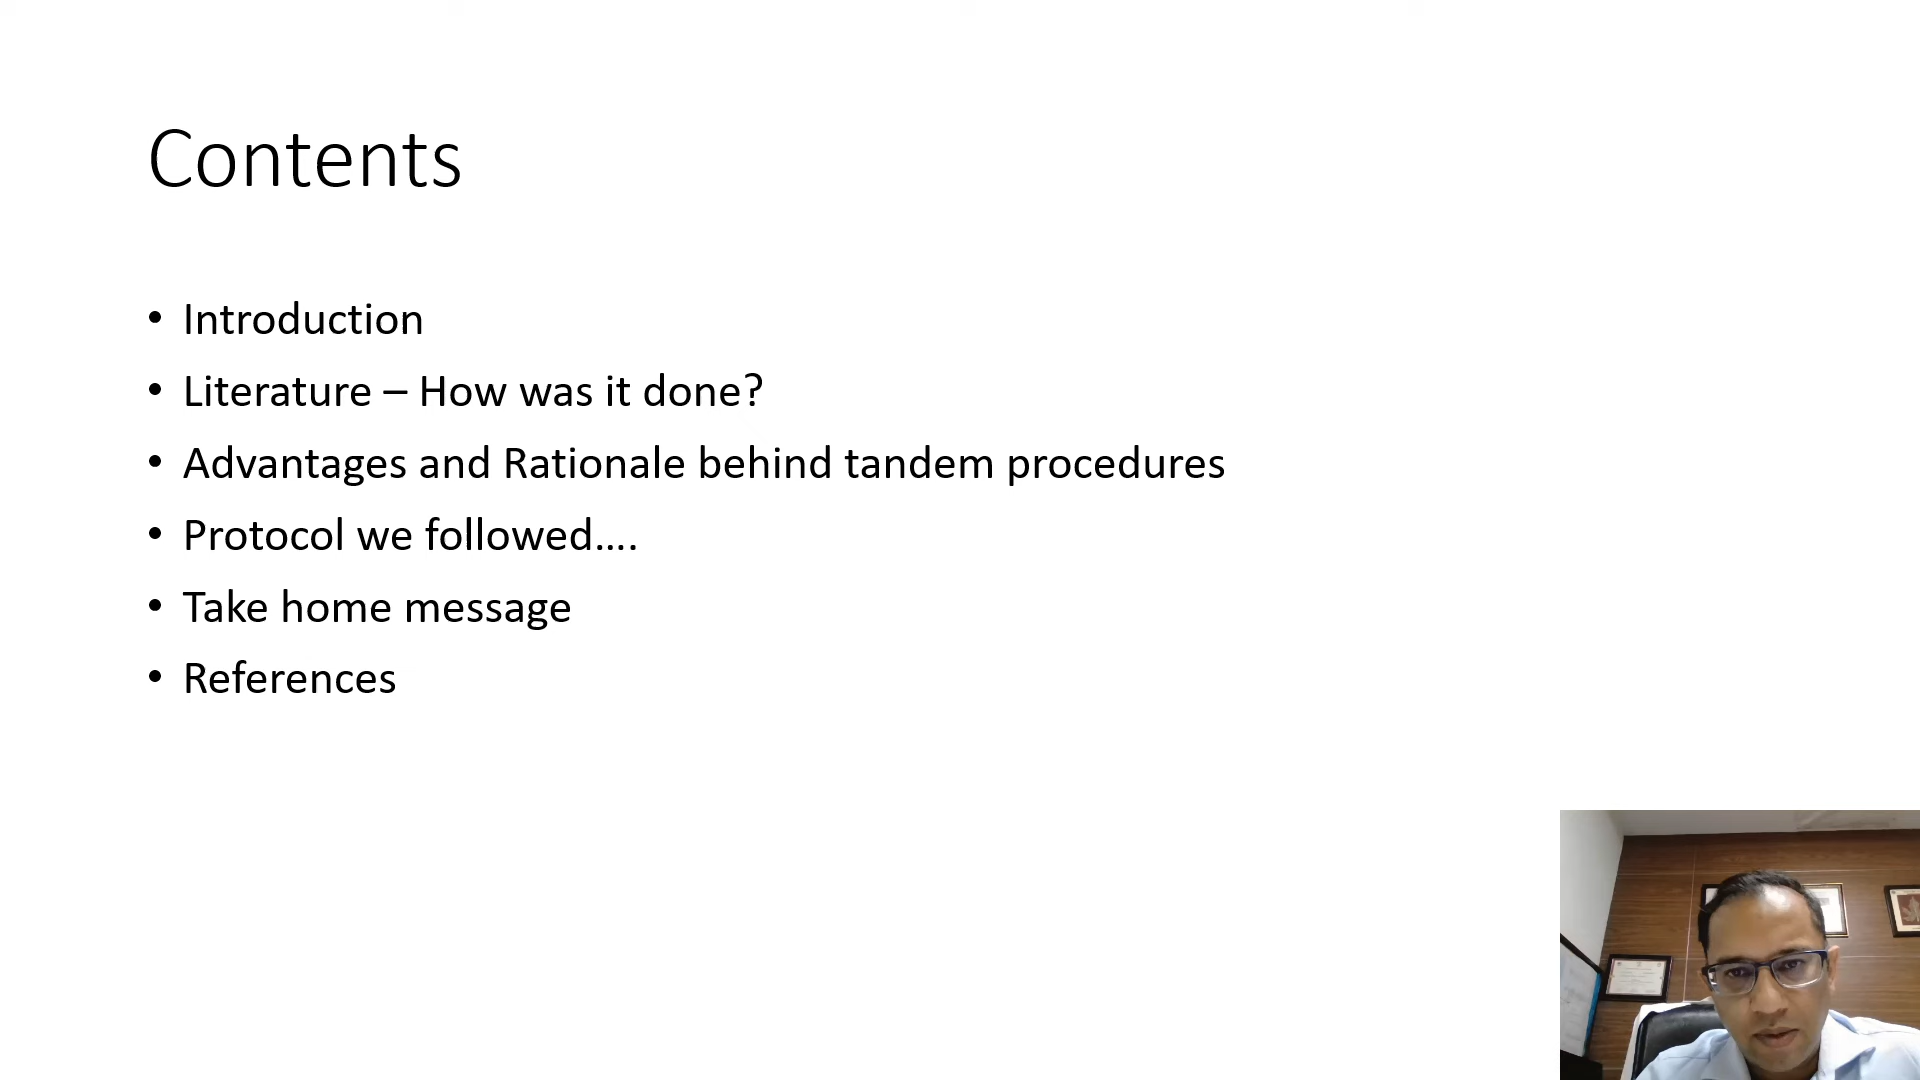 Contents
• Introduction
• Literature – How was it done?
• Advantages and Rationale behind tandem procedures
• Protocol we followed....
• Take home message
• References